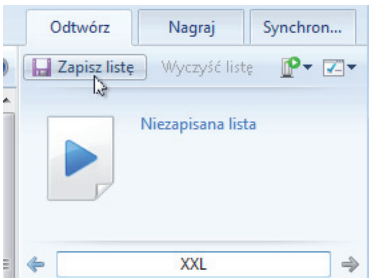 Odtwórz Nagraj Synchron...
Zapisz listę Wyczyść listę
Niezapisana lista
XXL